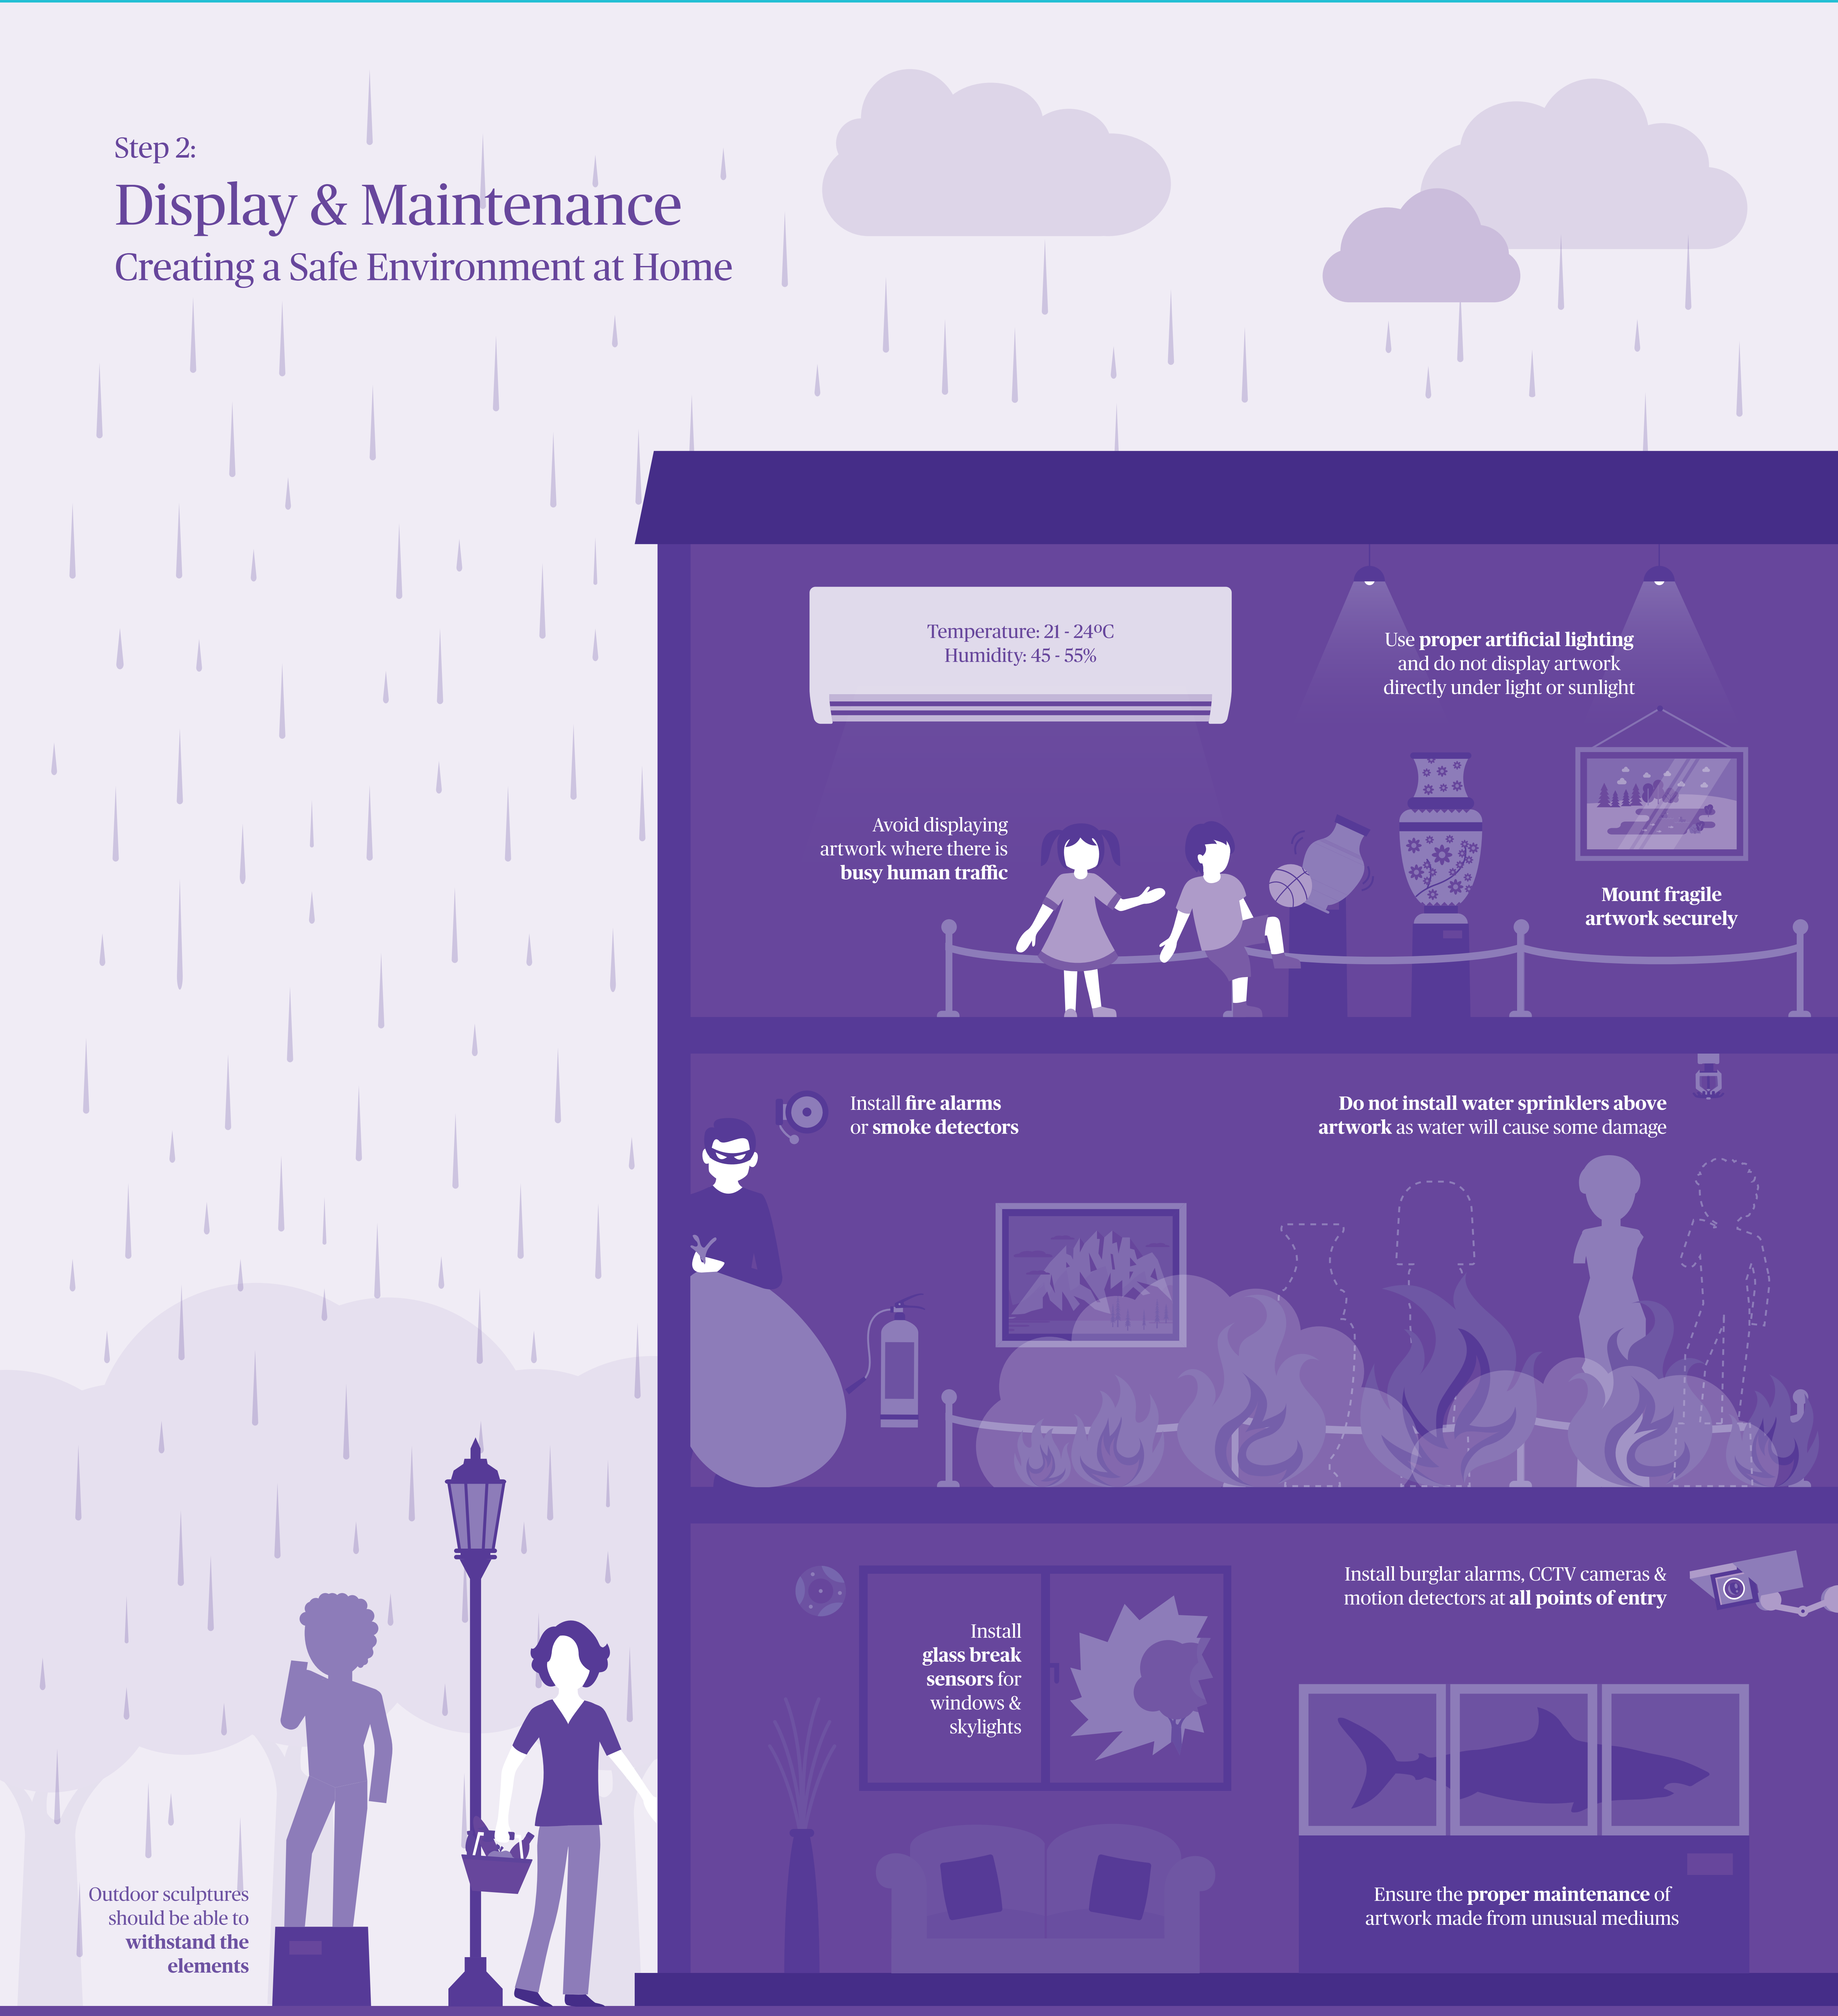 Step 2:
Display & Maintenance
Creating a Safe Environment at Home
Temperature: 21 - 24ºC
Humidity: 45 - 55%
Use proper artificial lighting
and do not display artwork
directly under light or sunlight
Avoid displaying
artwork where there is
busy human traffic
Mount fragile
artwork securely
Install fire alarms
or smoke detectors
Do not install water sprinklers above
artwork as water will cause some damage
Install burglar alarms, CCTV cameras &
motion detectors at all points of entry
Install
glass break
sensors for
windows &
skylights
Ensure the proper maintenance of
artwork made from unusual mediums
Outdoor sculptures
should be able to
withstand the
elements